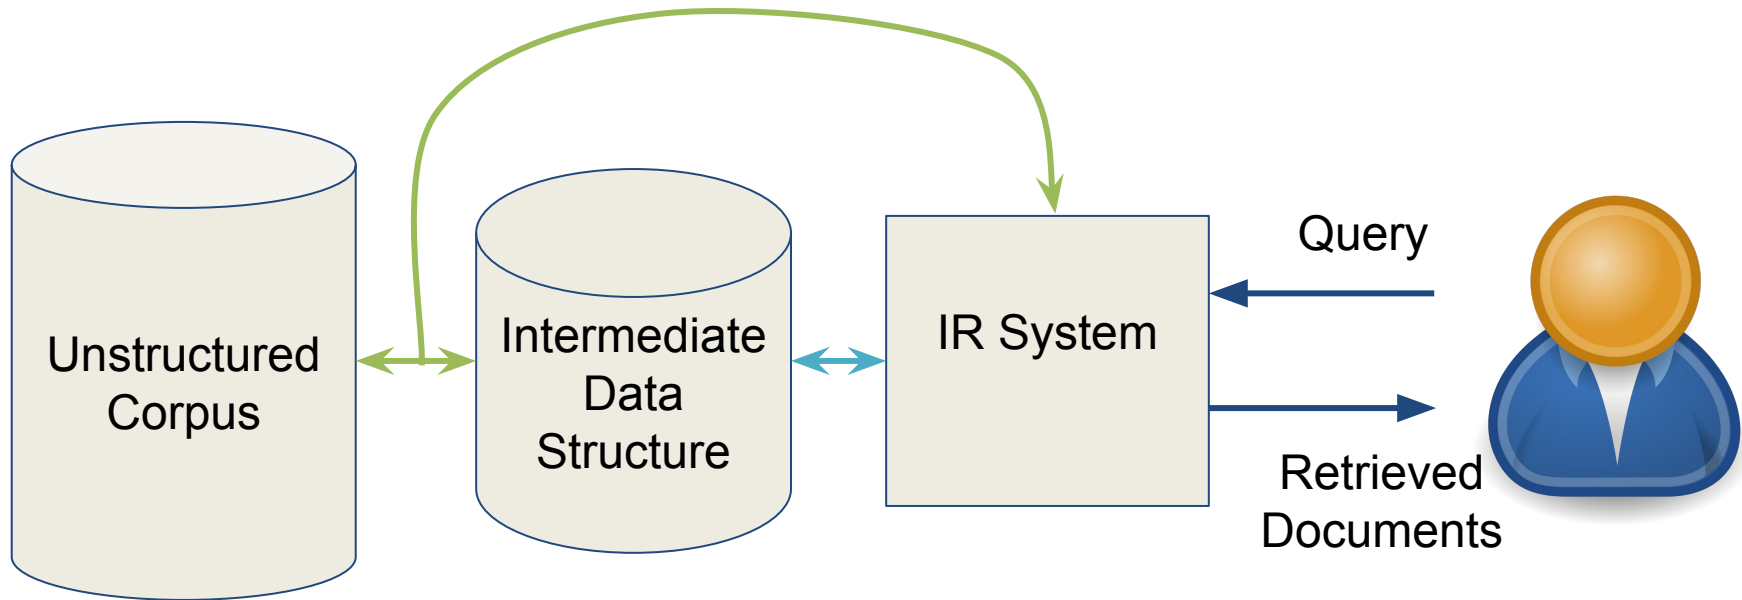 Unstructured
Corpus
Intermediate
Data
Structure
IR System
Query
Retrieved
Documents